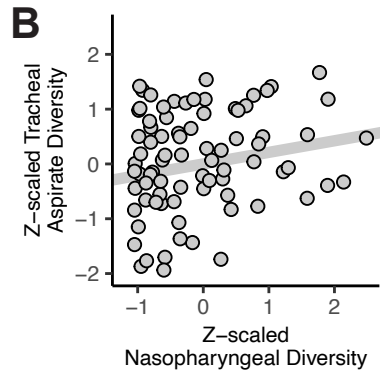 B
Z−scaled Tracheal
Aspirate Diversity
2
1
0
−1
−2
−1 0 1 2
Z−scaled
Nasopharyngeal Diversity